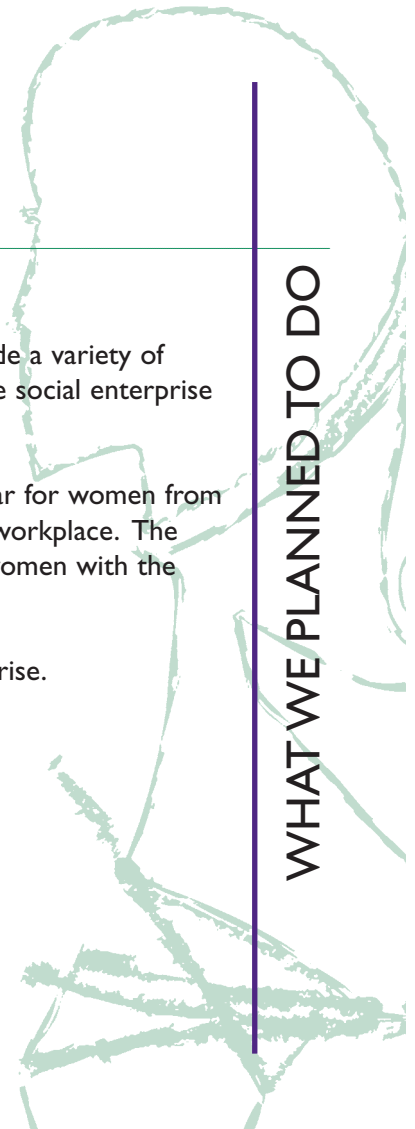 de a variety of
e social enterprise
ar for women from
workplace. The
women with the
rise.
WHAT WE PLANNED TO DO